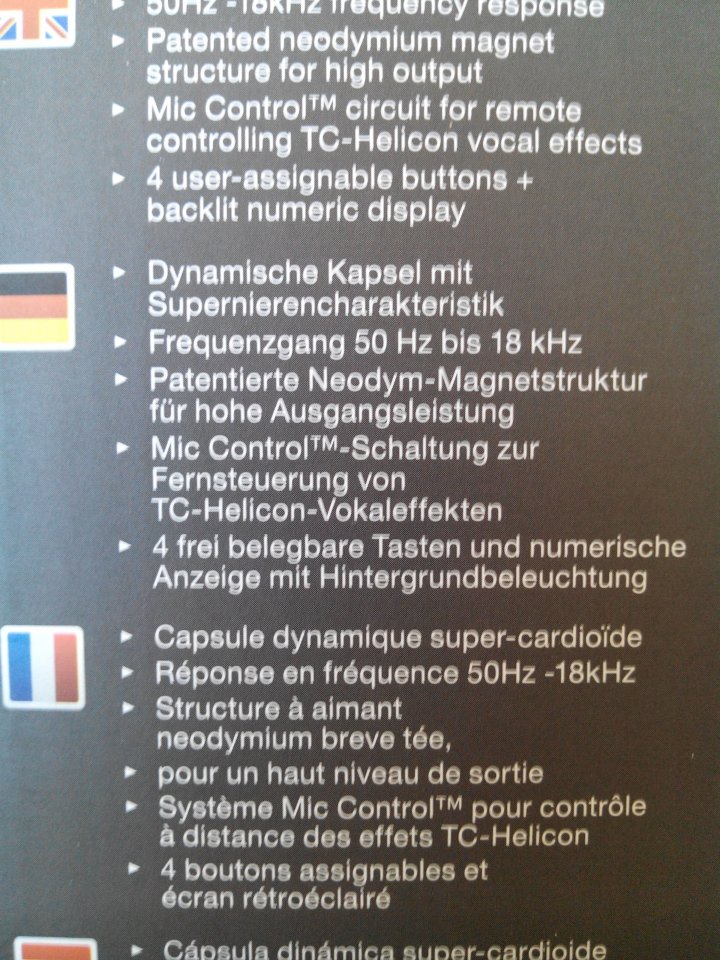 ▸ 50Hz -18kHz frequency response
▸ Patented neodymium magnet
structure for high output
▸ Mic Control™ circuit for remote
controlling TC-Helicon vocal effects
▸ 4 user-assignable buttons +
backlit numeric display
▸ Dynamische Kapsel mit
Supernierencharakteristik
▸ Frequenzgang 50 Hz bis 18 kHz
▸ Patentierte Neodym-Magnetstruktur
für hohe Ausgangsleistung
▸ Mic Control™-Schaltung zur
Fernsteuerung von
TC-Helicon-Vokaleffekten
▸ 4 frei belegbare Tasten und numerische
Anzeige mit Hintergrundbeleuchtung
▸ Capsule dynamique super-cardioïde
▸ Réponse en fréquence 50Hz -18kHz
▸ Structure à aimant
neodymium breve tée,
▸ pour un haut niveau de sortie
▸ Système Mic Control™ pour contrôle
à distance des effets TC-Helicon
▸ 4 boutons assignables et
écran rétroéclairé
▸ Cápsula dinámica super-cardioide